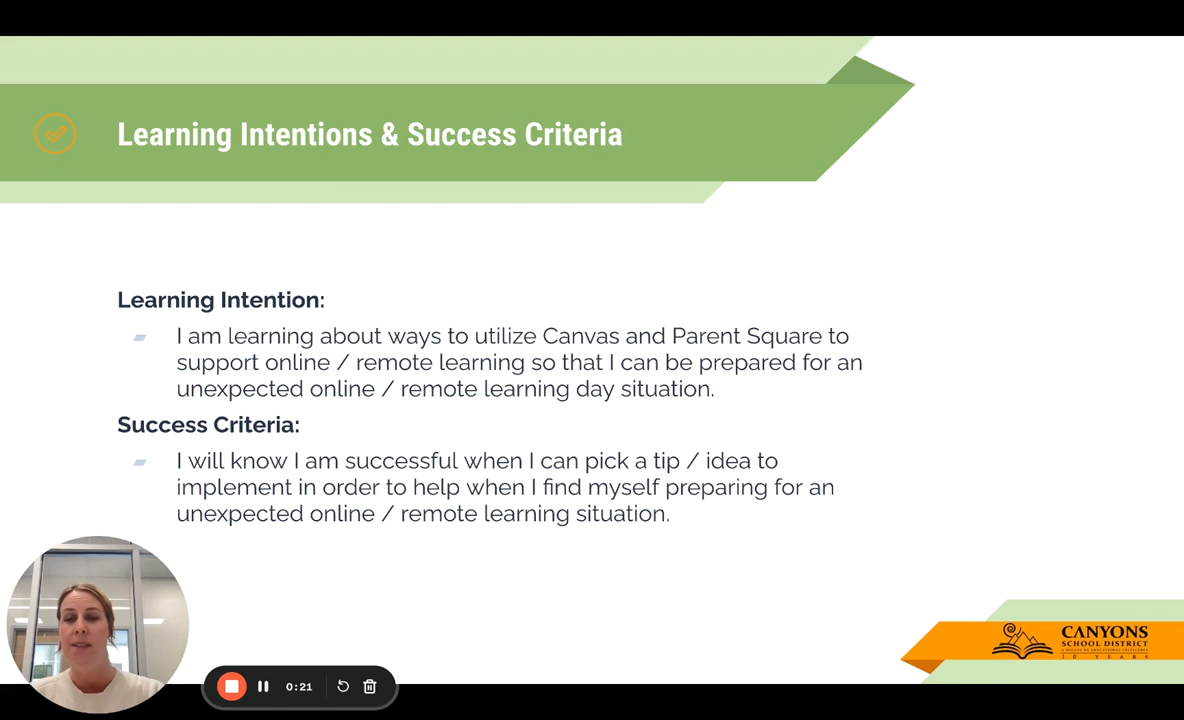 Learning Intentions & Success Criteria
Learning Intention:
I am learning about ways to utilize Canvas and Parent Square to
support online / remote learning so that I can be prepared for an
unexpected online / remote learning day situation.
Success Criteria:
I will know I am successful when I can pick a tip / idea to
implement in order to help when I find myself preparing for an
unexpected online / remote learning situation.
0:21
CANYONS
SCHOOL DISTRICT
10 YEARS